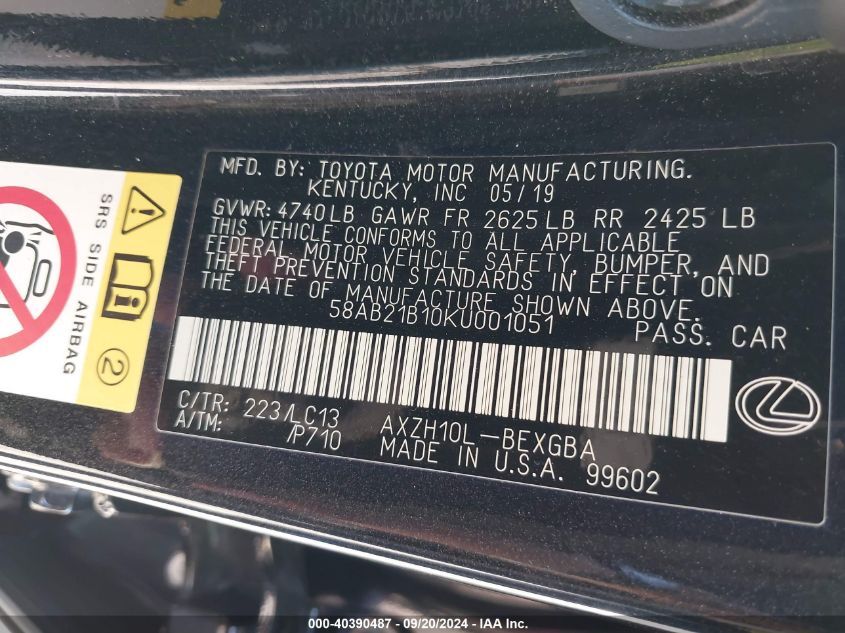 MFD. BY: TOYOTA MOTOR MANUFACTURING.
KENTUCKY, INC 05/19
GVWR: 4740LB GAWR FR 2625LB RR 2425 LB
THIS VEHICLE CONFORMS TO ALL APPLICABLE
FEDERAL MOTOR VEHICLE SAFETY, BUMPER, AND
THEFT PREVENTION STANDARDS IN EFFECT ON
THE DATE OF MANUFACTURE SHOWN ABOVE.
58AB21B10KU001051
PASS. CAR
C/TR: 223/LC13
A/TM: /P710
AXZH10L-BEXGBA
MADE IN U.S.A. 99602
SRS SIDE AIRBAG
2
000-40390487 - 09/20/2024 - IAA Inc.